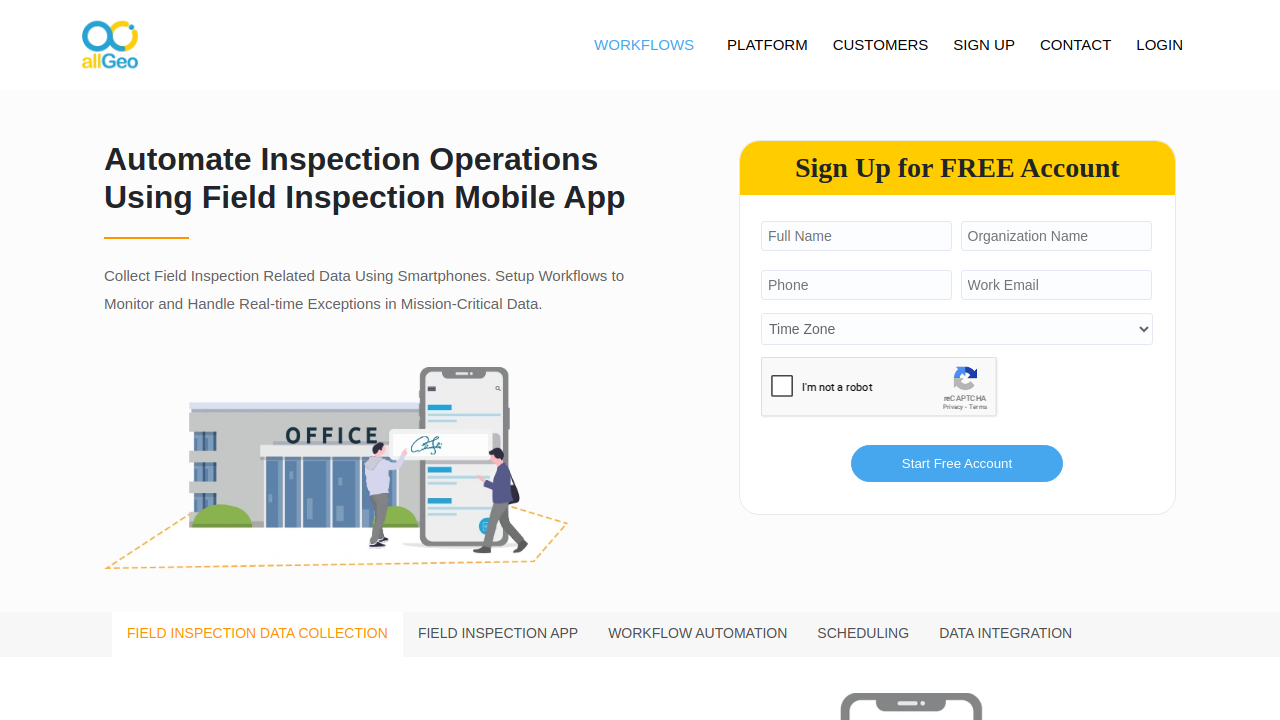 allGeo
WORKFLOWS PLATFORM CUSTOMERS SIGN UP CONTACT LOGIN
Automate Inspection Operations
Using Field Inspection Mobile App
Collect Field Inspection Related Data Using Smartphones. Setup Workflows to
Monitor and Handle Real-time Exceptions in Mission-Critical Data.
OFFICE
Sign Up for FREE Account
Full Name Organization Name
Phone Work Email
Time Zone
I'm not a robot
reCAPTCHA
Privacy - Terms
Start Free Account
FIELD INSPECTION DATA COLLECTION FIELD INSPECTION APP WORKFLOW AUTOMATION SCHEDULING DATA INTEGRATION